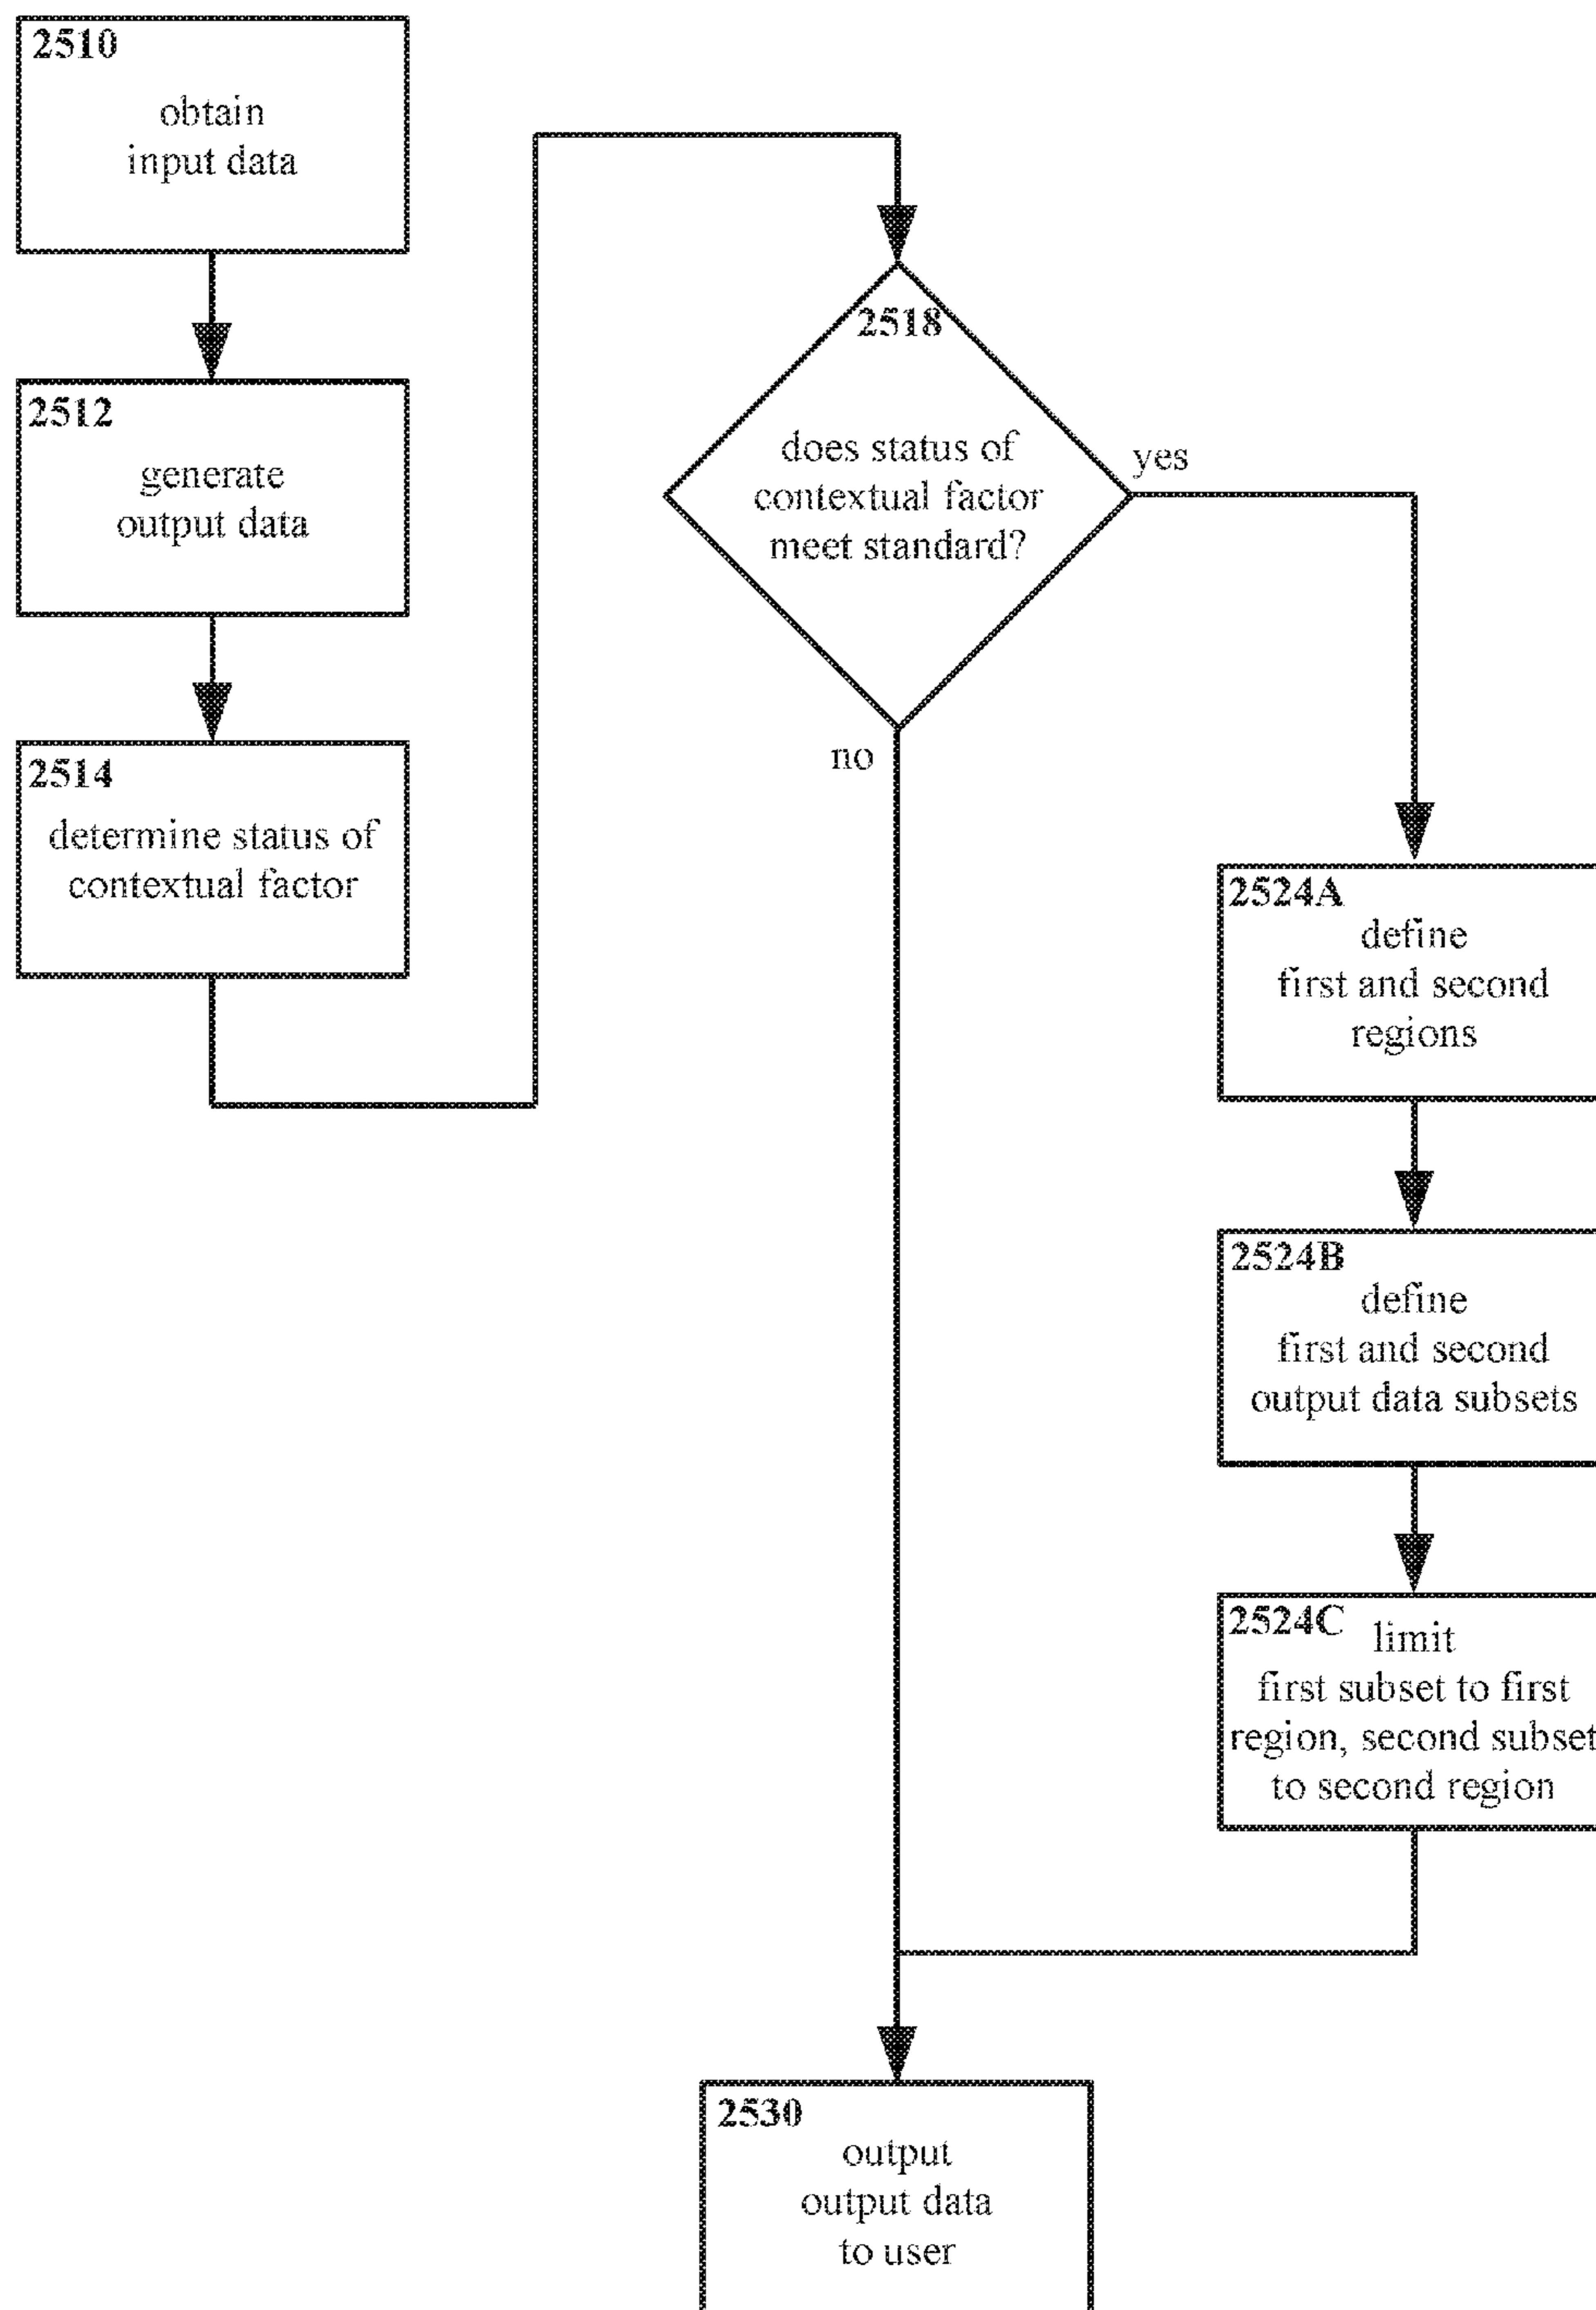 2510
obtain
input data
2512
generate
output data
2514
determine status of
contextual factor
2518
does status of
contextual factor
meet standard?
yes
no
2524A
define
first and second
regions
2524B
define
first and second
output data subsets
2524C
limit
first subset to first
region, second subset
to second region
2530
output
output data
to user